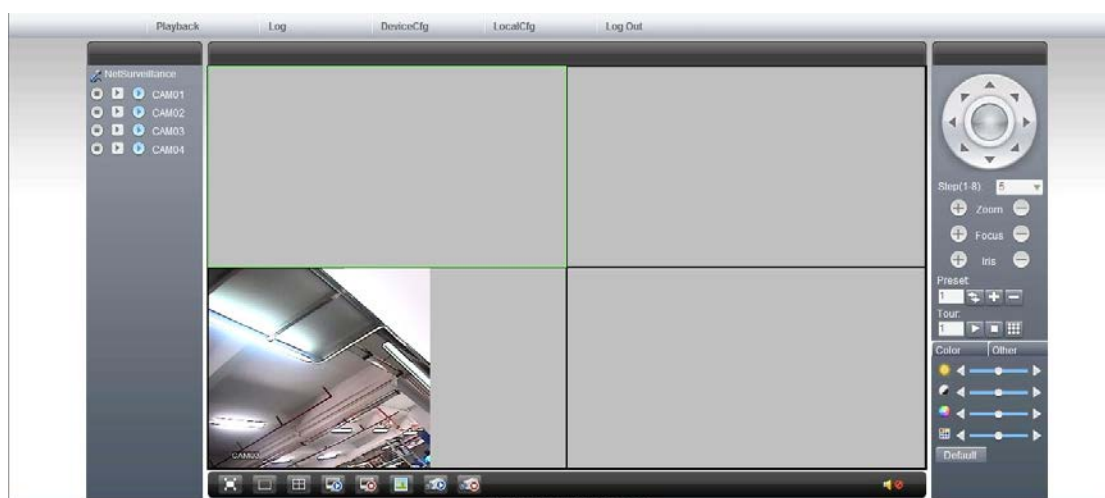 Playback Log DeviceCfg LocalCfg Log Out
NetSurveillance
CAM01
CAM02
CAM03
CAM04
Step(1-8): 5
Zoom
Focus
Iris
Preset:
1
Tour:
1
Color Other
Default
CAM03